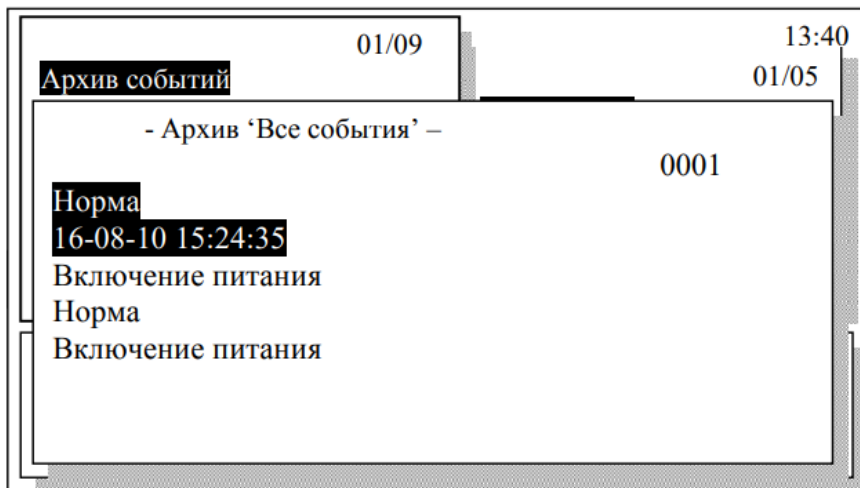 01/09
13:40
Архив событий
01/05
- Архив ‘Все события’ –
0001
Норма
16-08-10 15:24:35
Включение питания
Норма
Включение питания